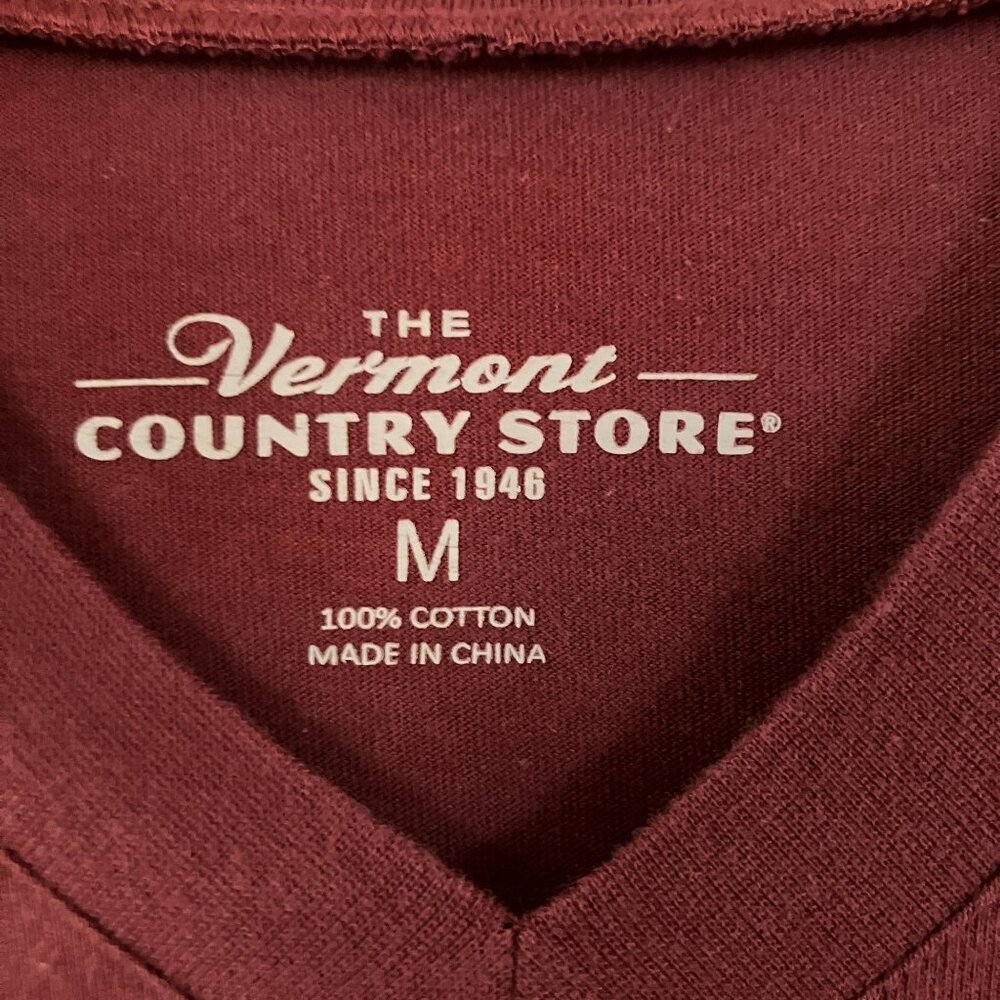 THE
Vermont
COUNTRY STORE®
SINCE 1946
M
100% COTTON
MADE IN CHINA